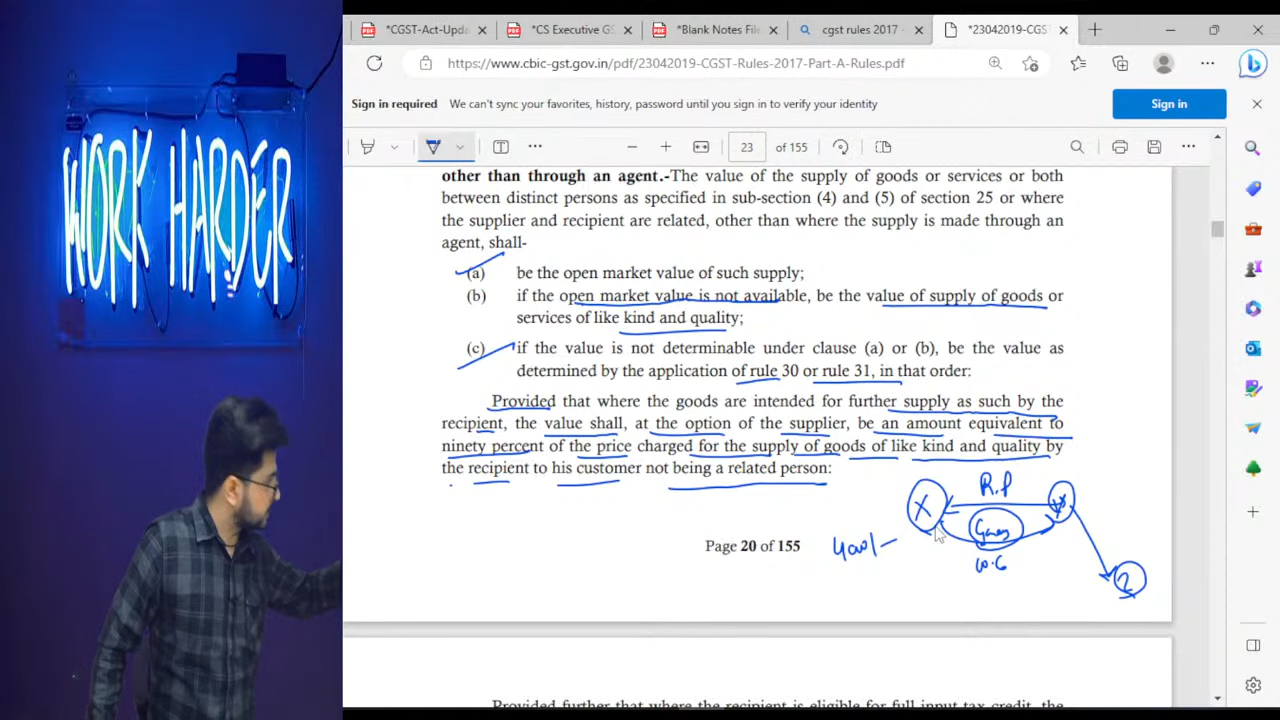 WORK HARDER
*CGST-Act-Upda
*CS Executive G
*Blank Notes File
cgst rules 2017 -
*23042019-CGS
https://www.cbic-gst.gov.in/pdf/23042019-CGST-Rules-2017-Part-A-Rules.pdf
Sign in required We can't sync your favorites, history, password until you sign in to verify your identity
Sign in
23 of 155
other than through an agent.-The value of the supply of goods or services or both
between distinct persons as specified in sub-section (4) and (5) of section 25 or where
the supplier and recipient are related, other than where the supply is made through an
agent, shall-
(a) be the open market value of such supply;
(b) if the open market value is not available, be the value of supply of goods or
services of like kind and quality;
(c) if the value is not determinable under clause (a) or (b), be the value as
determined by the application of rule 30 or rule 31, in that order:
Provided that where the goods are intended for further supply as such by the
recipient, the value shall, at the option of the supplier, be an amount equivalent to
ninety percent of the price charged for the supply of goods of like kind and quality by
the recipient to his customer not being a related person:
R.P
X
Page 20 of 155
Provided further that where the recipient is eligible for full input tax credit, the